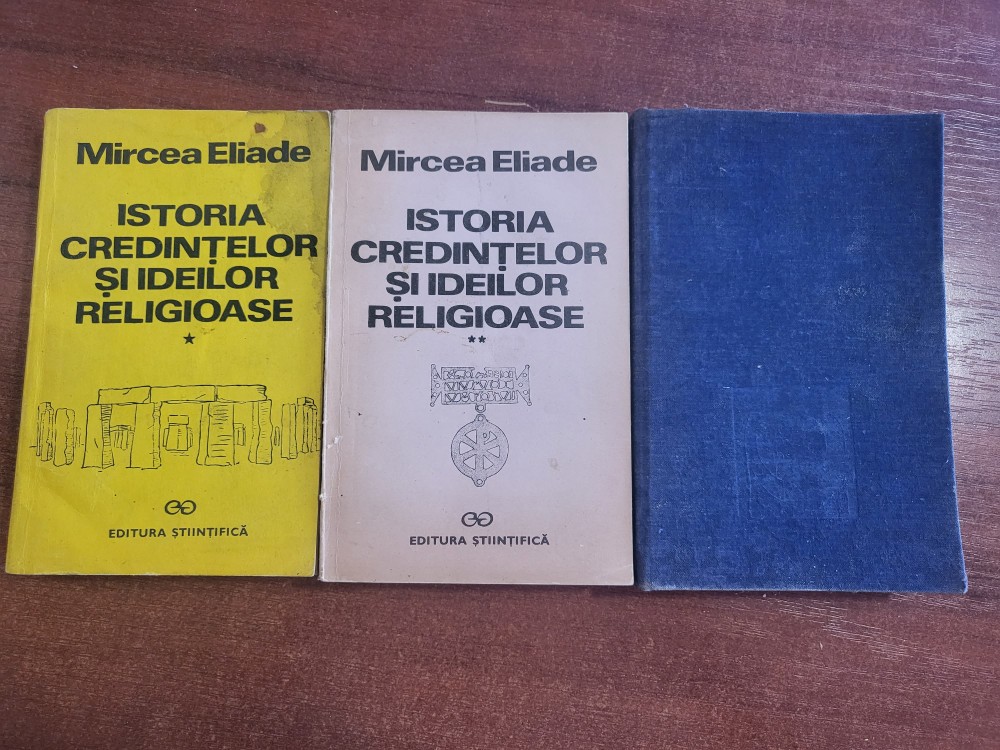 Mircea Eliade
ISTORIA
CREDINȚELOR
ȘI IDEILOR
RELIGIOASE
*
EDITURA ȘTIINȚIFICĂ
Mircea Eliade
ISTORIA
CREDINȚELOR
ȘI IDEILOR
RELIGIOASE
**
EDITURA ȘTIINȚIFICĂ